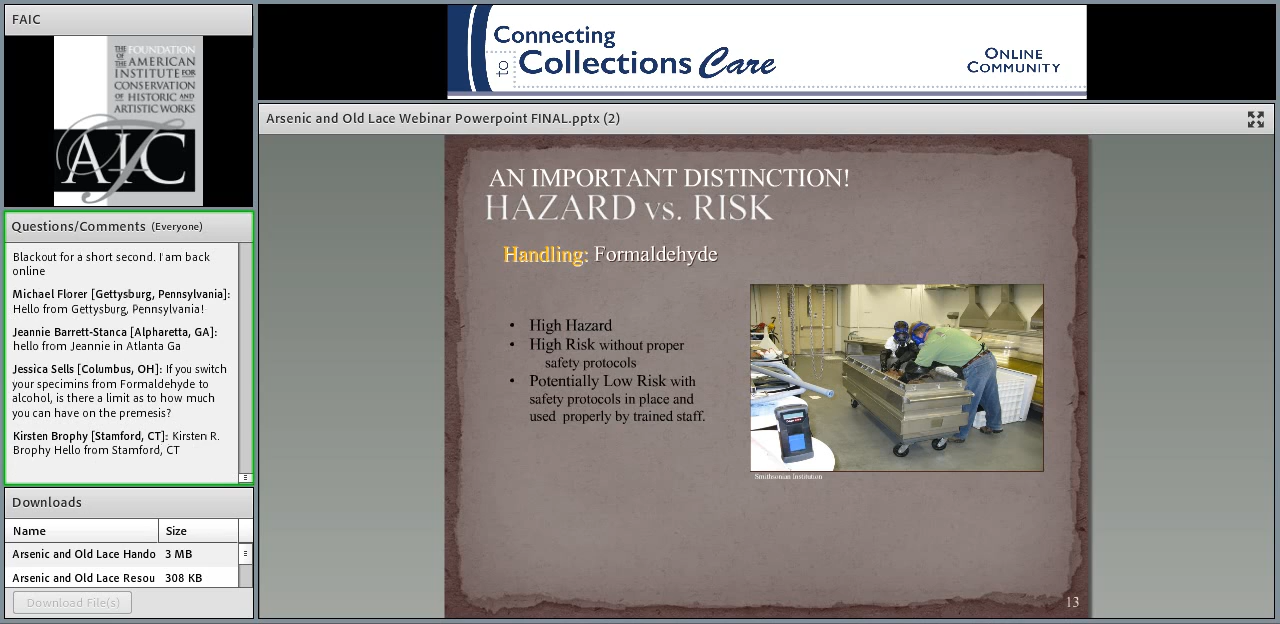 FAIC
THE FOUNDATION
OF THE AMERICAN
INSTITUTE FOR
CONSERVATION
OF HISTORIC AND
ARTISTIC WORKS
AIC
Questions/Comments (Everyone)
Blackout for a short second. I am back
online
Michael Florer [Gettysburg, Pennsylvania]:
Hello from Gettysburg, Pennsylvania!
Jeannie Barrett-Stanca [Alpharetta, GA]:
hello from Jeannie in Atlanta Ga
Jessica Sells [Columbus, OH]: If you switch
your specimins from Formaldehyde to
alcohol, is there a limit as to how much
you can have on the premesis?
Kirsten Brophy [Stamford, CT]: Kirsten R.
Brophy Hello from Stamford, CT
Downloads
Name Size
Arsenic and Old Lace Hando 3 MB
Arsenic and Old Lace Resou 308 KB
Download File(s)
Connecting
to Collections Care
ONLINE
COMMUNITY
Arsenic and Old Lace Webinar Powerpoint FINAL.pptx (2)
AN IMPORTANT DISTINCTION!
HAZARD vs. RISK
Handling: Formaldehyde
• High Hazard
• High Risk without proper
safety protocols
• Potentially Low Risk with
safety protocols in place and
used properly by trained staff.
Smithsonian Institution
13